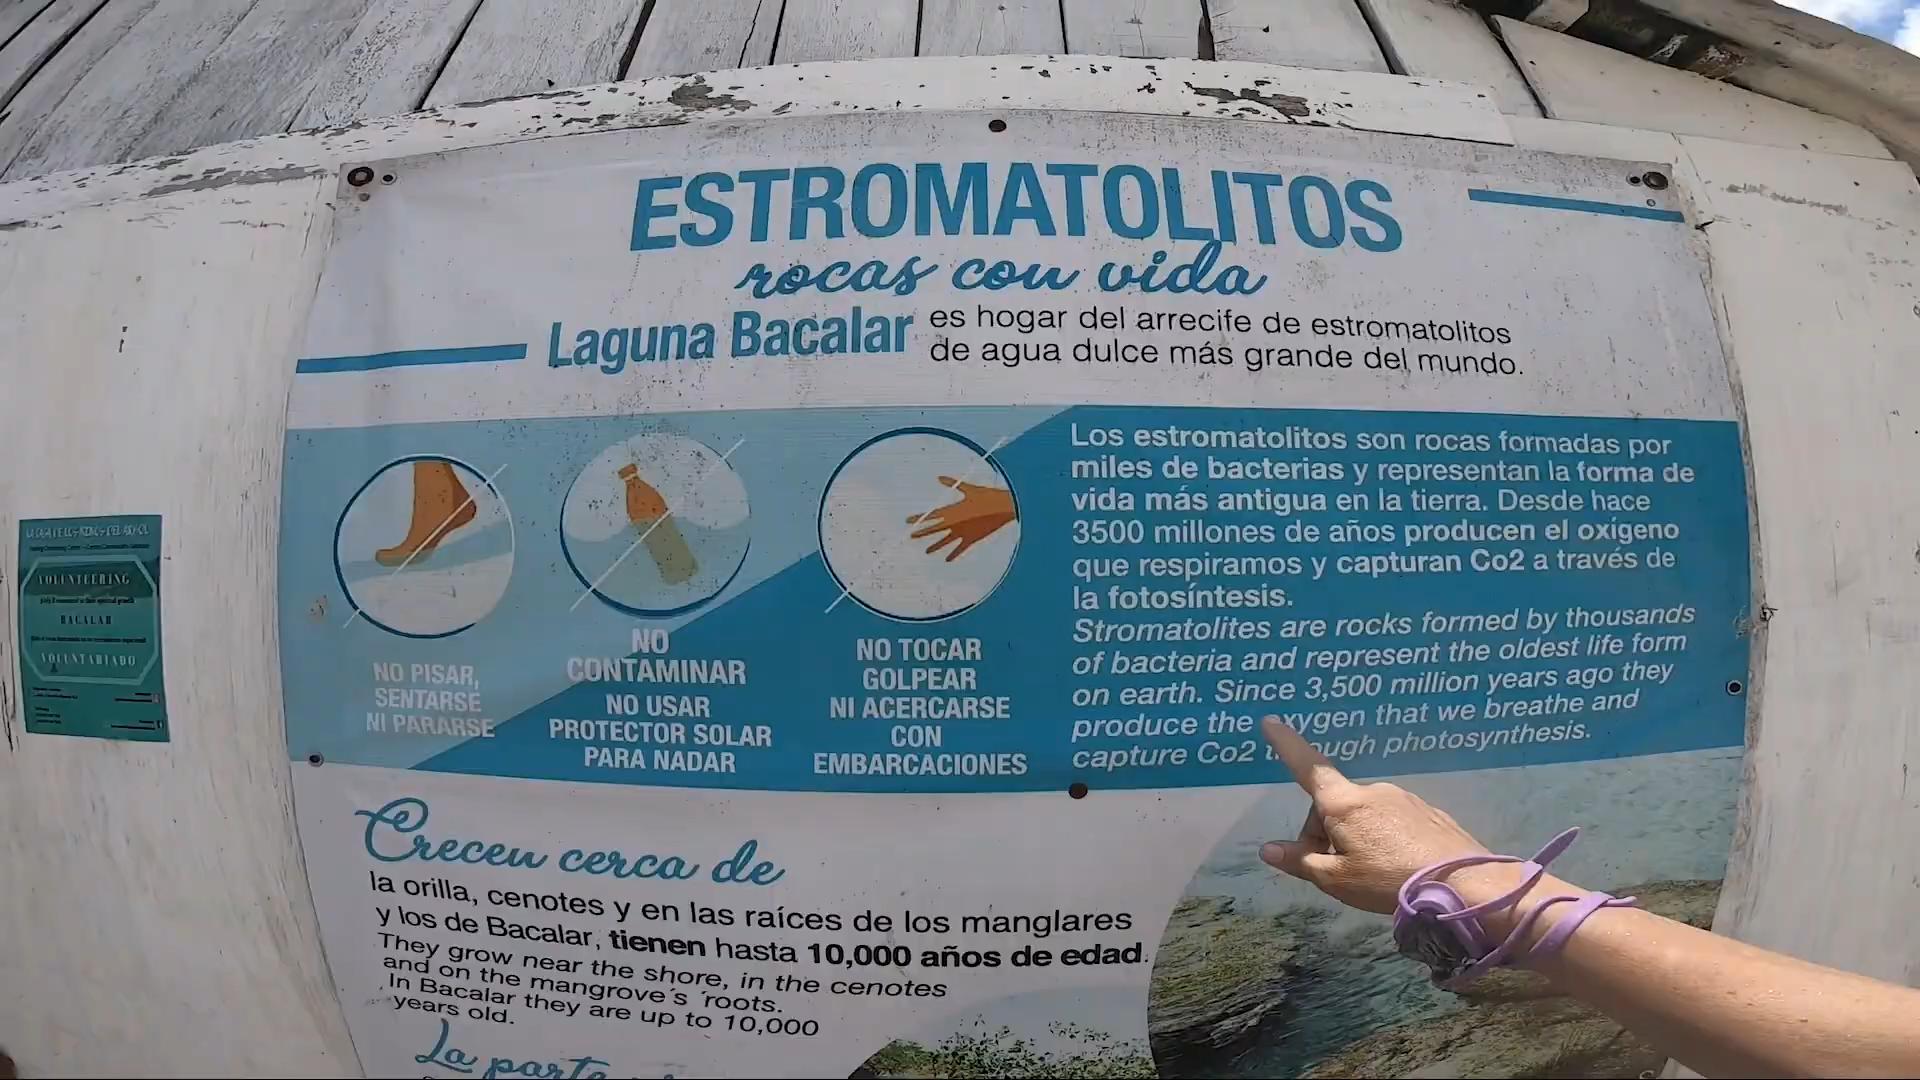 ESTROMATOLITOS
rocas con vida
Laguna Bacalar
es hogar del arrecife de estromatolitos
de agua dulce más grande del mundo.
NO PISAR,
SENTARSE
NI PARARSE
NO
CONTAMINAR
NO USAR
PROTECTOR SOLAR
PARA NADAR
NO TOCAR
GOLPEAR
NI ACERCARSE
CON
EMBARCACIONES
Los estromatolitos son rocas formadas por
miles de bacterias y representan la forma de
vida más antigua en la tierra. Desde hace
3500 millones de años producen el oxígeno
que respiramos y capturan Co2 a través de
la fotosíntesis.
Stromatolites are rocks formed by thousands
of bacteria and represent the oldest life form
on earth. Since 3,500 million years ago they
produce the oxygen that we breathe and
capture Co2 through photosynthesis.
Crecen cerca de
la orilla, cenotes y en las raíces de los manglares
y los de Bacalar, tienen hasta 10,000 años de edad.
They grow near the shore, in the cenotes
and on the mangrove´s ´roots.
In Bacalar they are up to 10,000
years old.
La parte
VOLUNTEERING
BACALAR
VOLUNTARIADO